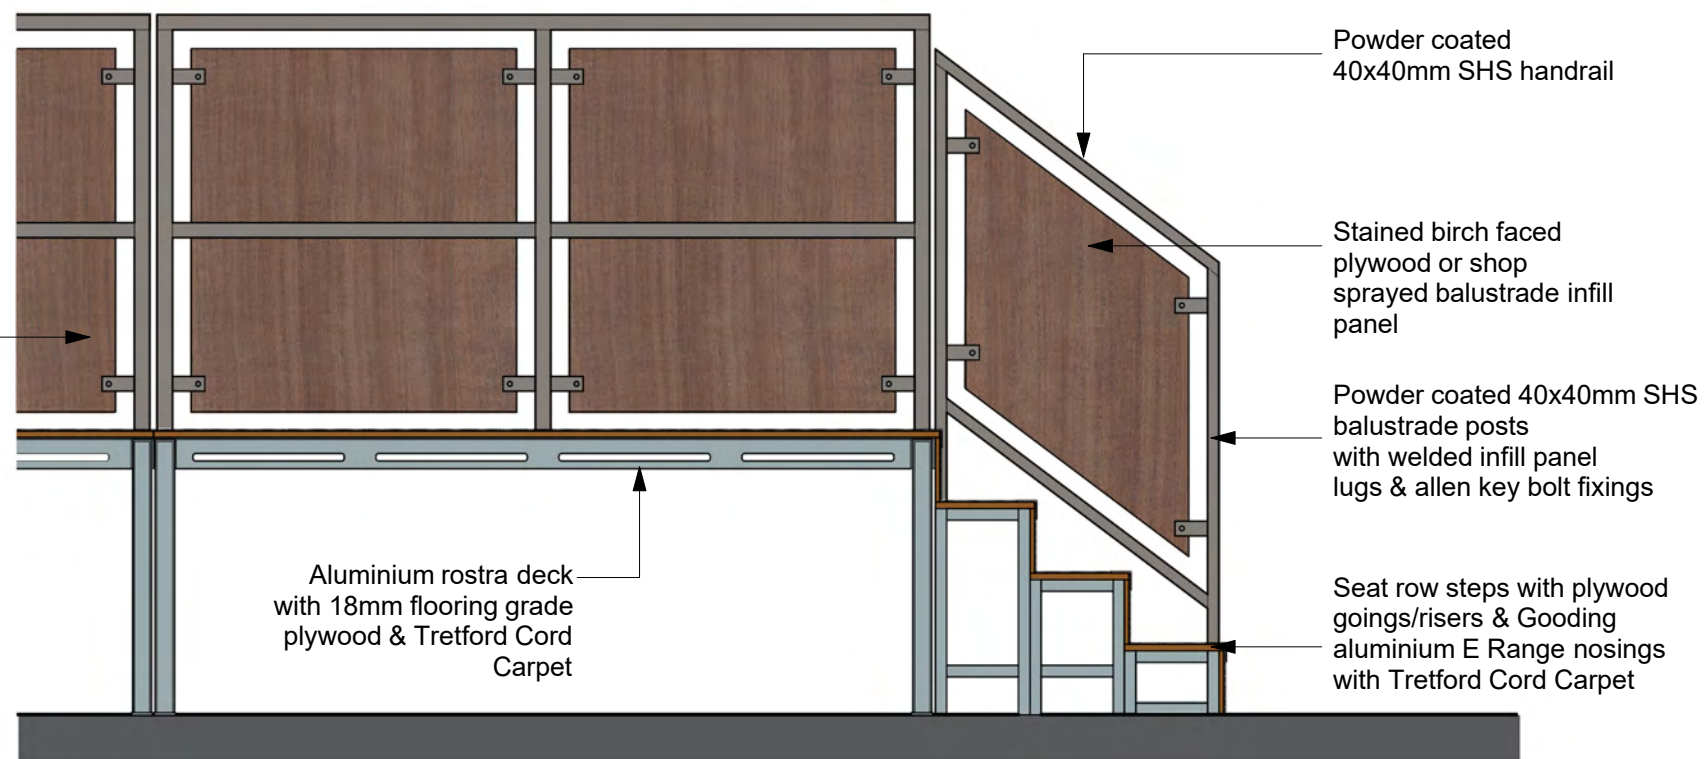 Powder coated
40x40mm SHS handrail
Stained birch faced
plywood or shop
sprayed balustrade infill
panel
Powder coated 40x40mm SHS
balustrade posts
with welded infill panel
lugs & allen key bolt fixings
Aluminium rostra deck
with 18mm flooring grade
plywood & Tretford Cord
Carpet
Seat row steps with plywood
goings/risers & Gooding
aluminium E Range nosings
with Tretford Cord Carpet